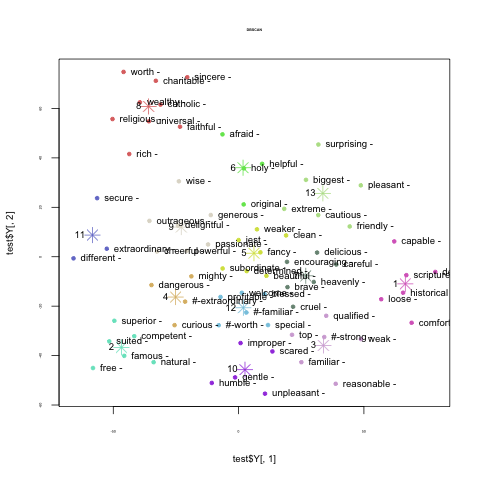 DBSCAN
worth -
sincere -
charitable -
wealthy
8
catholic -
religious
universal -
faithful -
afraid -
surprising -
rich -
helpful -
6
holy
wise -
biggest -
pleasant -
13
secure -
original -
extreme -
generous -
cautious -
outrageous
9
delightful -
weaker -
friendly -
11
clean -
last -
capable -
extraordinary
passionate -
cheerful
powerful -
5
fancy -
delicious -
different -
encouraging
careful -
subordinate -
determined -
mighty -
beautiful
scripture
1
heavenly -
dangerous -
brave -
4
profitable
welcome
blessed -
historical
loose -
#-extraordinary -
12
#-familiar -
cruel -
superior -
curious -
#-worth -
special -
qualified -
comfort
competent -
top -
#-strong
weak -
suited -
2
improper -
3
famous -
scared -
natural -
familiar -
free -
10
gentle -
humble -
reasonable -
unpleasant -
test$Y[, 1]
test$Y[, 2]